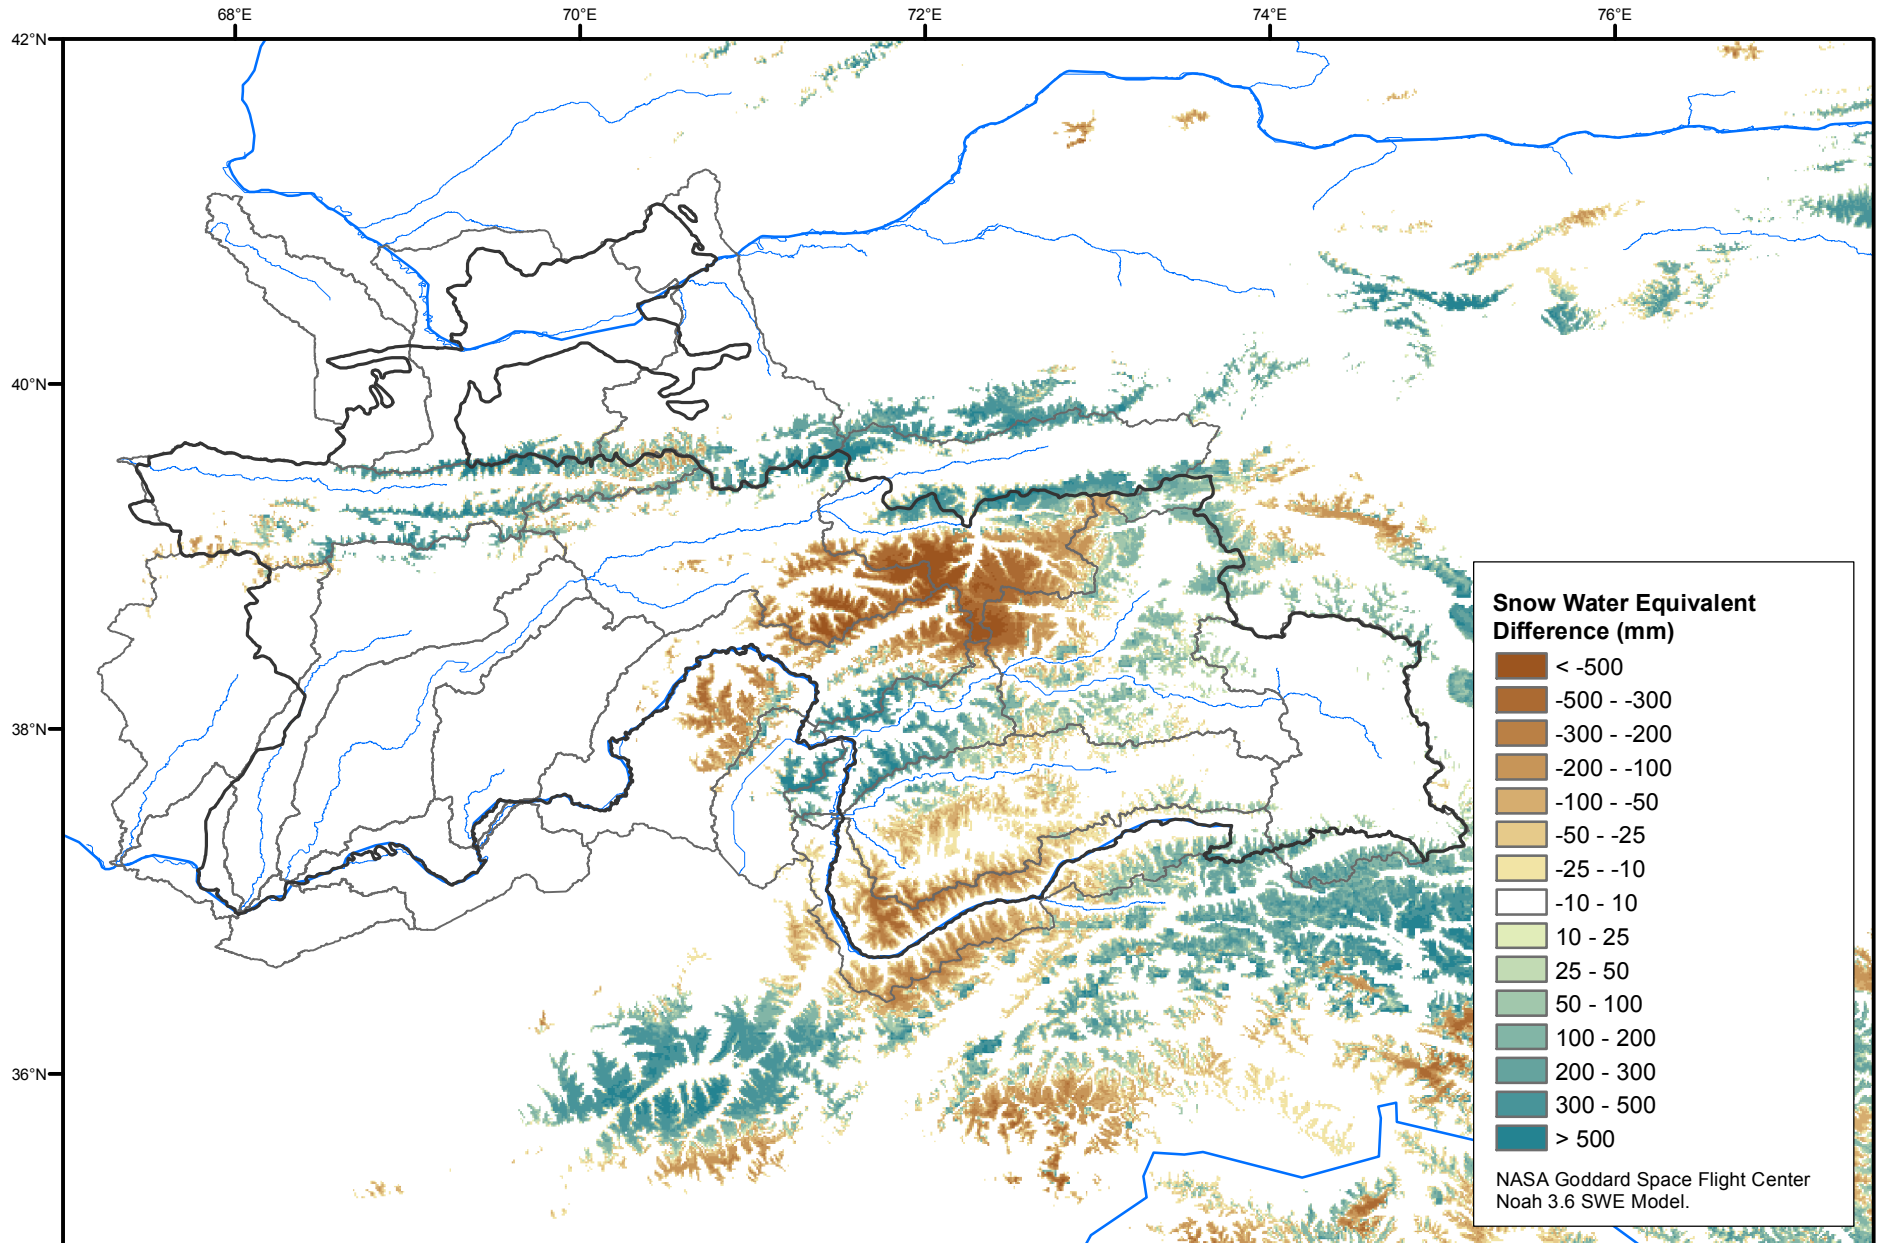 68°E 70°E 72°E 74°E 76°E
42°N
40°N
38°N
36°N
Snow Water Equivalent
Difference (mm)
< -500
-500 - -300
-300 - -200
-200 - -100
-100 - -50
-50 - -25
-25 - -10
-10 - 10
10 - 25
25 - 50
50 - 100
100 - 200
200 - 300
300 - 500
> 500
NASA Goddard Space Flight Center
Noah 3.6 SWE Model.